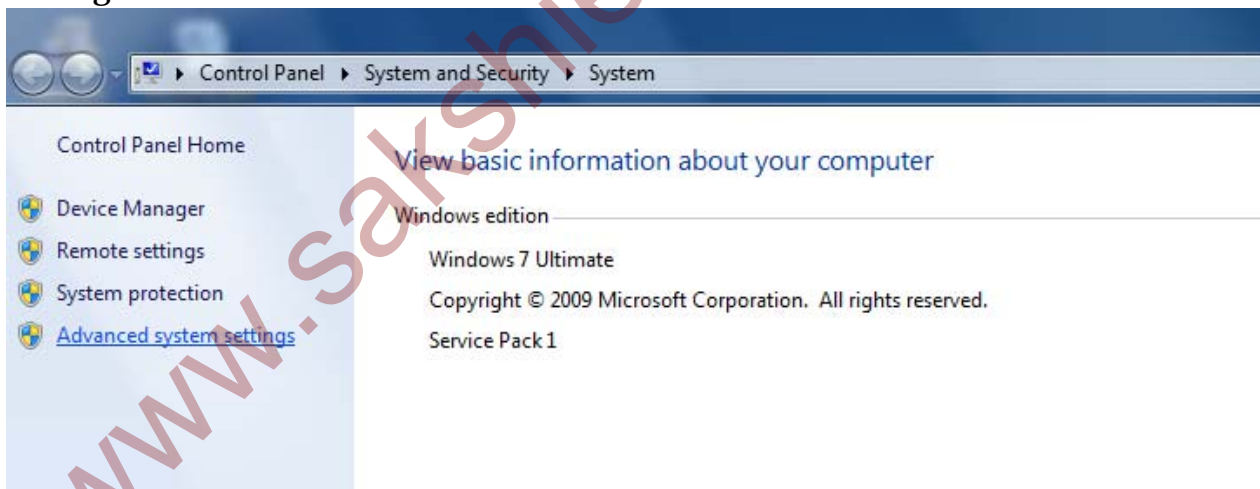 Control Panel ▸ System and Security ▸ System
Control Panel Home
Device Manager
Remote settings
System protection
Advanced system settings
View basic information about your computer
Windows edition
Windows 7 Ultimate
Copyright © 2009 Microsoft Corporation. All rights reserved.
Service Pack 1